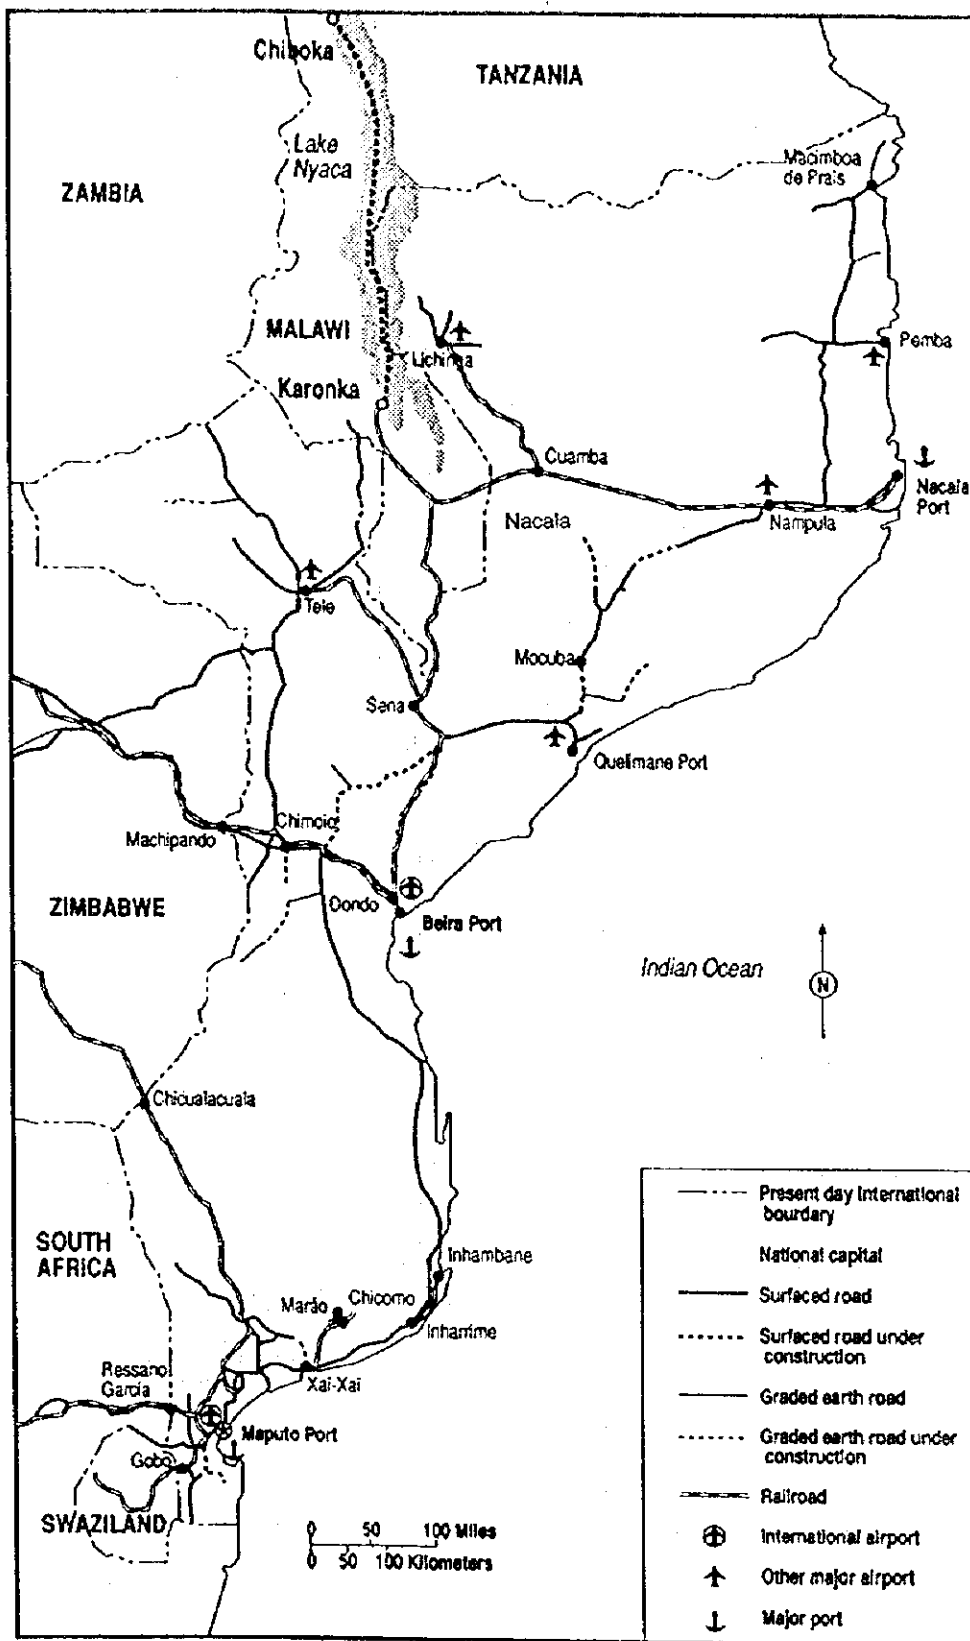 Chiboka
TANZANIA
Lake
Nyaca
Macimboa
de Prais
ZAMBIA
MALAWI
Lichinga
Pemba
Karonka
Cuamba
Nacala
Port
Nacala
Nampula
Tele
Mocuba
Sena
Quelimane Port
Chimoio
Machipando
ZIMBABWE
Dondo
Beira Port
Indian Ocean
N
Chicualacuala
SOUTH
AFRICA
Inhambane
Marão
Chicomo
Inharrime
Ressano
Garcia
Xai-Xai
Maputo Port
Gobo
SWAZILAND
0 50 100 Miles
0 50 100 Kilometers
Present day International
bourdary
National capital
Surfaced road
Surfaced road under
construction
Graded earth road
Graded earth road under
construction
Railroad
International airport
Other major airport
Major port